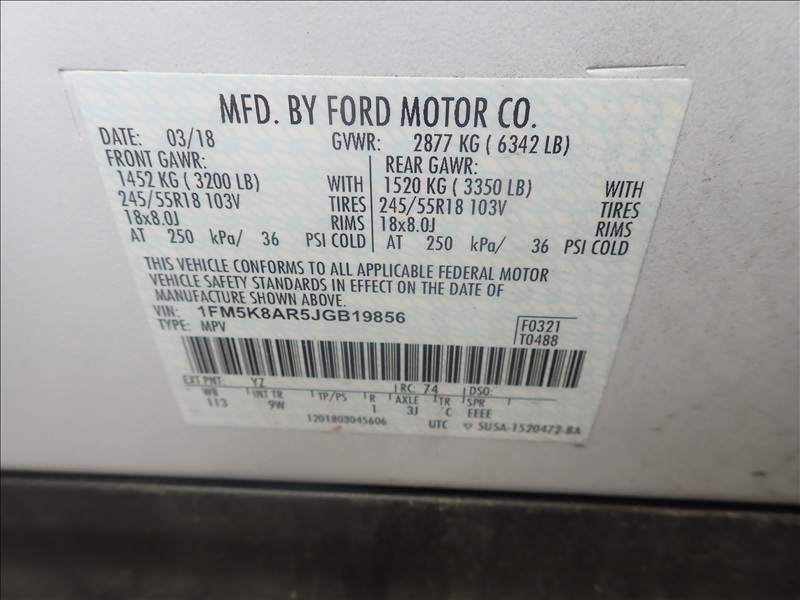 MFD. BY FORD MOTOR CO.
DATE: 03/18 GVWR: 2877 KG ( 6342 LB)
FRONT GAWR: REAR GAWR:
1452 KG ( 3200 LB) WITH 1520 KG ( 3350 LB) WITH
245/55R18 103V TIRES 245/55R18 103V TIRES
18x8.0J RIMS 18x8.0J RIMS
AT 250 kPa/ 36 PSI COLD AT 250 kPa/ 36 PSI COLD
THIS VEHICLE CONFORMS TO ALL APPLICABLE FEDERAL MOTOR
VEHICLE SAFETY STANDARDS IN EFFECT ON THE DATE OF
MANUFACTURE SHOWN ABOVE.
VIN: 1FM5K8AR5JGB19856
TYPE: MPV F0321
T0488
EXT PNT: YZ RC: 74 DSO:
WB INT TR TP/PS R AXLE TR SPR
113 9W 1 3J C EEEE
1201803045606 UTC SU5A-1520472-BA